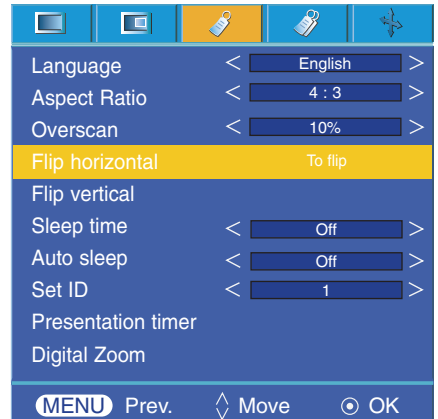 Language < English >
Aspect Ratio < 4 : 3 >
Overscan < 10% >
Flip horizontal To flip
Flip vertical
Sleep time < Off >
Auto sleep < Off >
Set ID < 1 >
Presentation timer
Digital Zoom
MENU Prev. Move OK